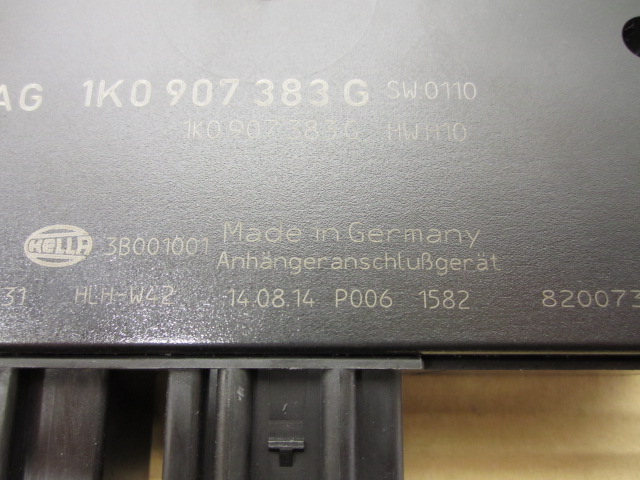 AG 1K0 907 383 G SW 0110
1K0 907 383 G HW H10
HELLA 3B001001 Made in Germany
Anhängeranschlußgerät
31 HLH-W42 14.08.14 P006 1582 820073